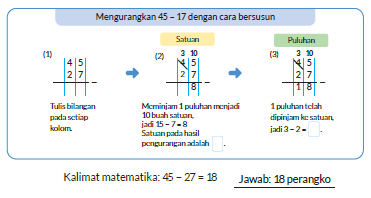 Mengurangkan 45 – 17 dengan cara bersusun
Satuan
Puluhan
(1)
4 5
2 7
–
Tulis bilangan
pada setiap
kolom.
(2)
3 10
4 5
2 7
–
8
Meminjam 1 puluhan menjadi
10 buah satuan,
jadi 15 – 7 = 8
Satuan pada hasil
pengurangan adalah .
(3)
3 10
4 5
2 7
–
1 8
1 puluhan telah
dipinjam ke satuan,
jadi 3 – 2 = .
Kalimat matematika: 45 – 27 = 18
Jawab: 18 perangko